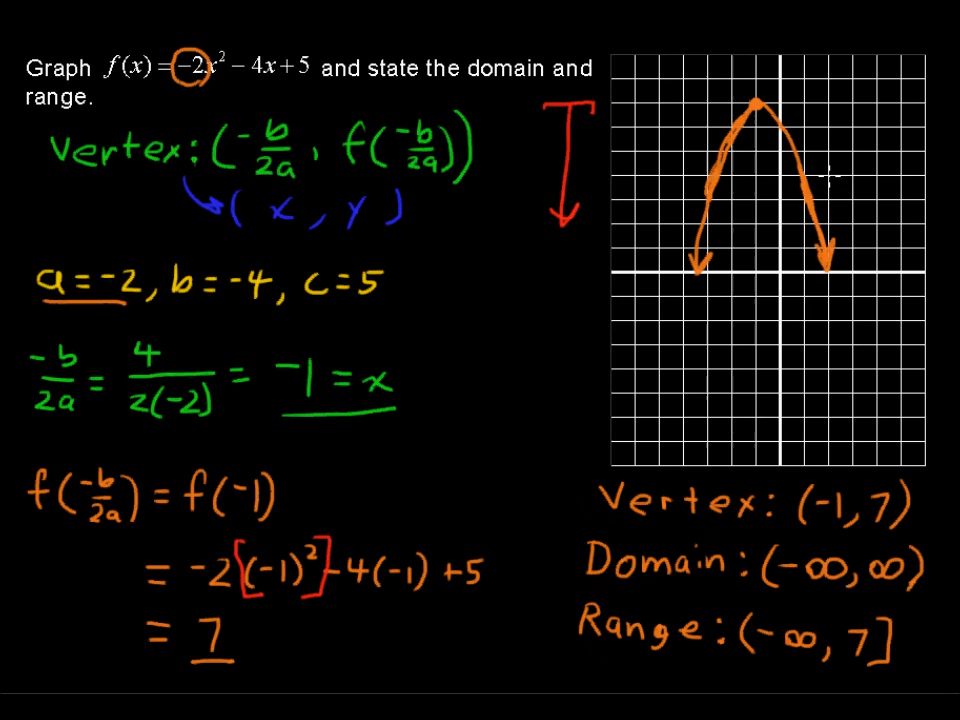 Graph f(x) = −2x² − 4x + 5 and state the domain and
range.
Vertex: (-b/2a, f(-b/2a))
(x, y)
a = -2, b = -4, c = 5
-b/2a = 4/2(-2) = -1 = x
f(-b/2a) = f(-1)
= -2[(-1)²] - 4(-1) + 5
= 7
Vertex: (-1, 7)
Domain: (-∞, ∞)
Range: (-∞, 7]